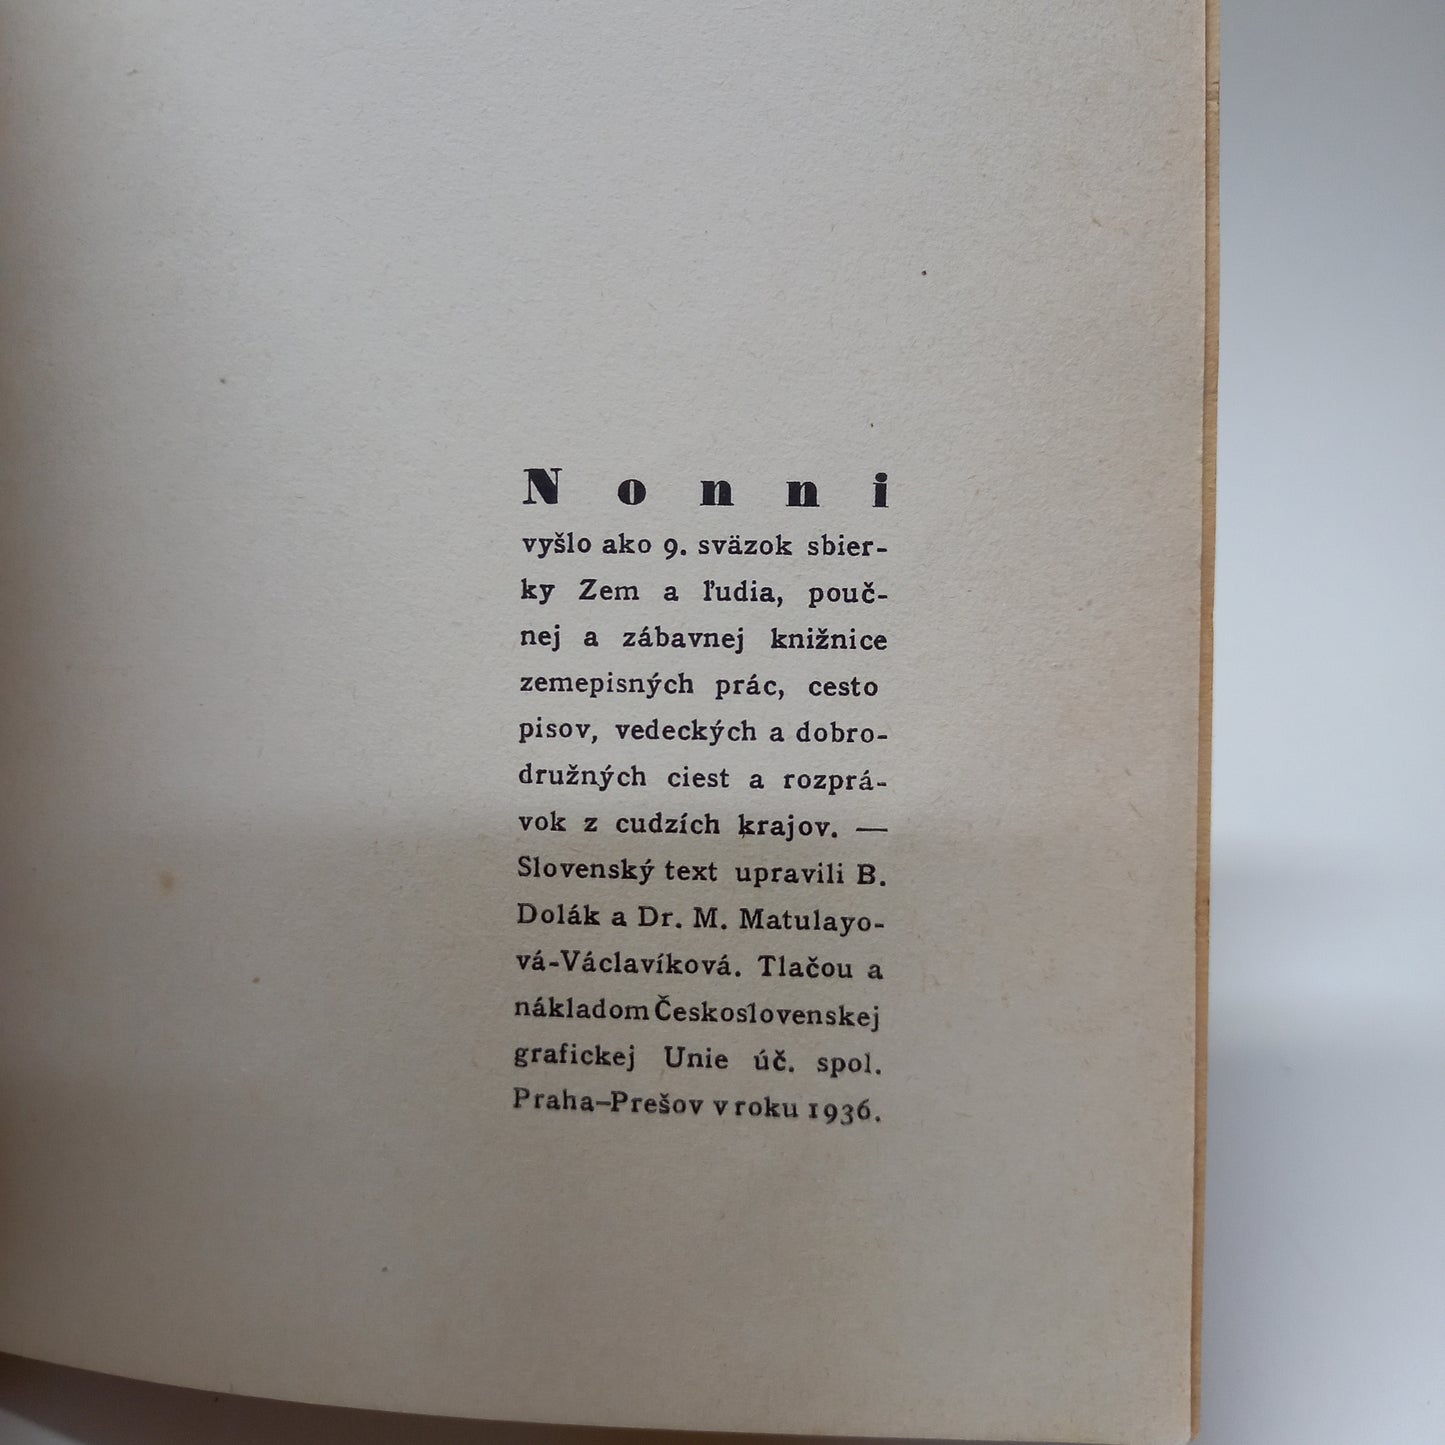 Nonni
vyšlo ako 9. sväzok sbier-
ky Zem a ľudia, pouč-
nej a zábavnej knižnice
zemepisných prác, cesto
pisov, vedeckých a dobro-
družných ciest a rozprá-
vok z cudzích krajov. —
Slovenský text upravili B.
Dolák a Dr. M. Matulayo-
vá-Václavíková. Tlačou a
nákladom Československej
grafickej Unie úč. spol.
Praha–Prešov v roku 1936.